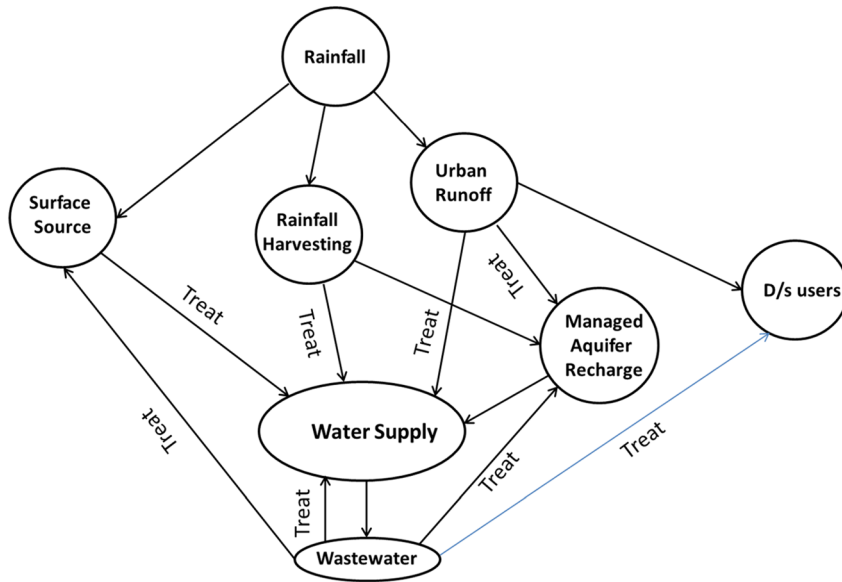 Rainfall
Urban
Runoff
Surface
Source
Rainfall
Harvesting
Treat
D/s users
Treat
Treat
Treat
Managed
Aquifer
Recharge
Water Supply
Treat
Treat
Treat
Treat
Wastewater